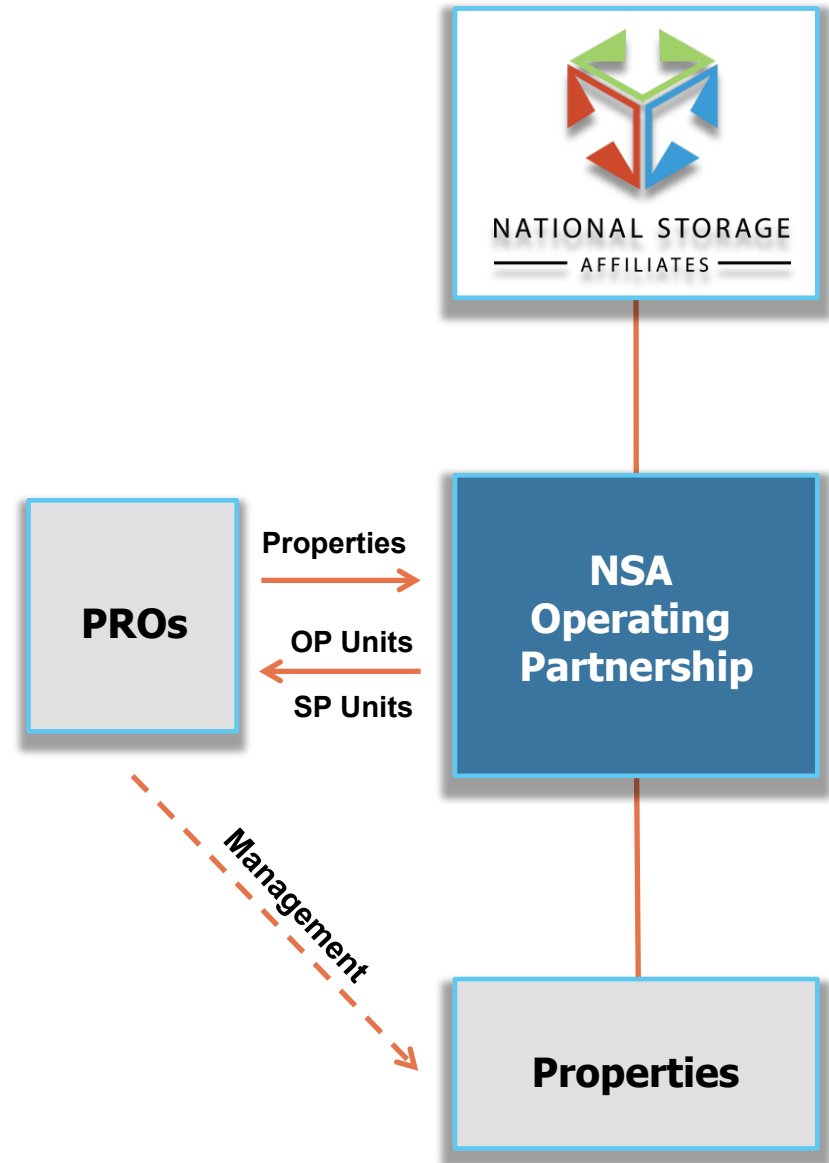 NATIONAL STORAGE
AFFILIATES
Properties
PROs
OP Units
SP Units
NSA
Operating
Partnership
Management
Properties